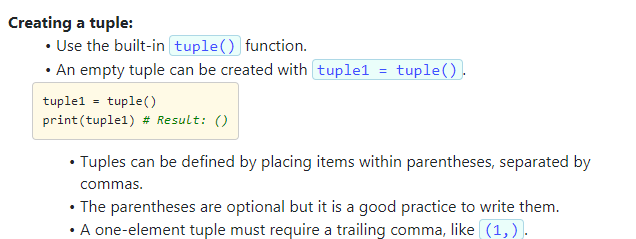 Creating a tuple:
• Use the built-in tuple() function.
• An empty tuple can be created with tuple1 = tuple().
tuple1 = tuple()
print(tuple1) # Result: ()
• Tuples can be defined by placing items within parentheses, separated by
commas.
• The parentheses are optional but it is a good practice to write them.
• A one-element tuple must require a trailing comma, like (1,).